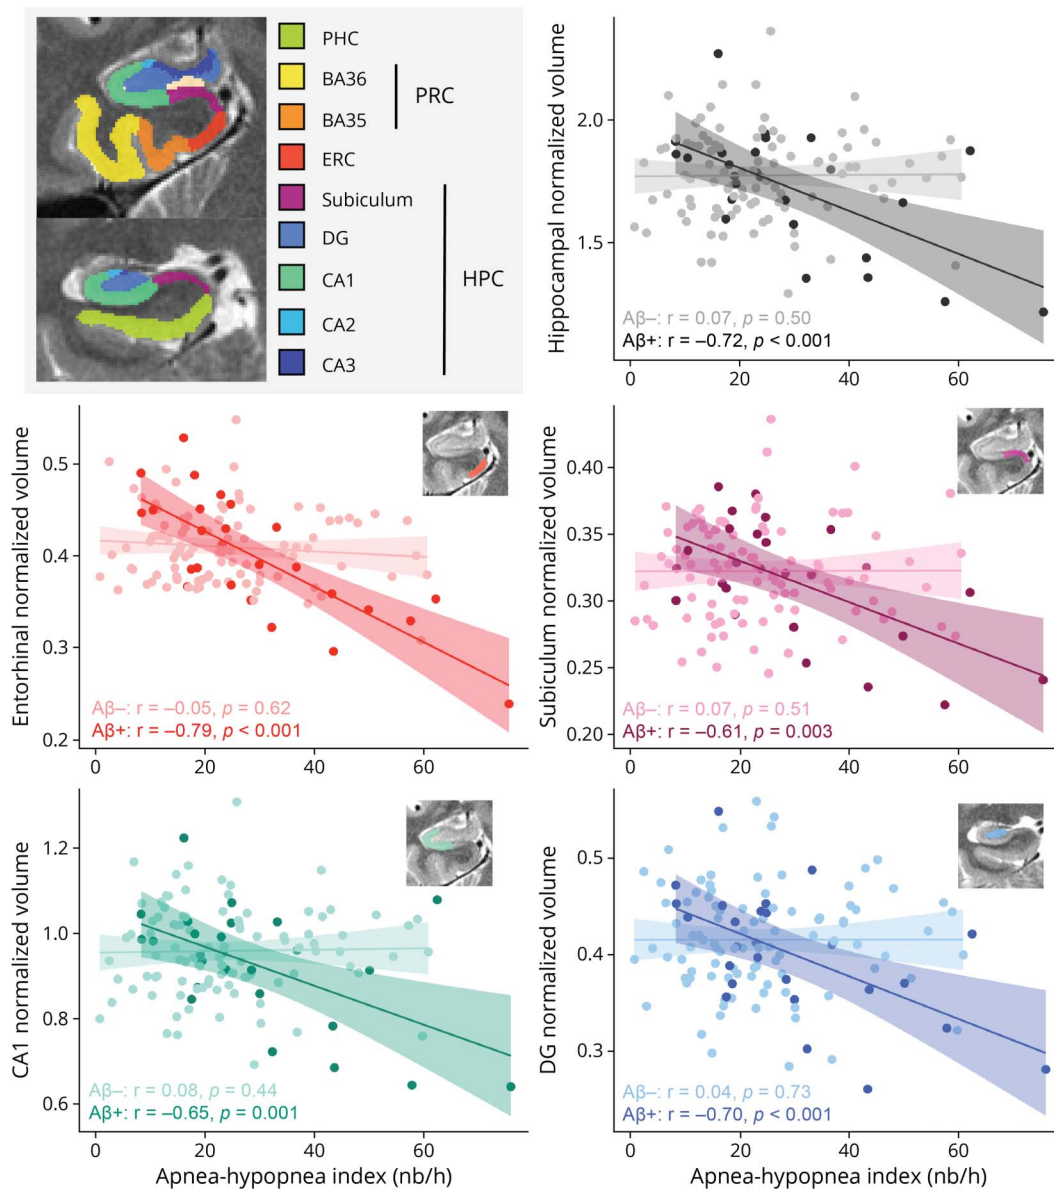 PHC
BA36
PRC
BA35
ERC
Subiculum
DG
CA1
HPC
CA2
CA3
Hippocampal normalized volume
2.0
1.5
Aβ–: r = 0.07, p = 0.50
Aβ+: r = –0.72, p < 0.001
0 20 40 60
Entorhinal normalized volume
0.5
0.4
0.3
0.2
Aβ–: r = –0.05, p = 0.62
Aβ+: r = –0.79, p < 0.001
0 20 40 60
Subiculum normalized volume
0.40
0.35
0.30
0.25
0.20
Aβ–: r = 0.07, p = 0.51
Aβ+: r = –0.61, p = 0.003
0 20 40 60
CA1 normalized volume
1.2
1.0
0.8
0.6
Aβ–: r = 0.08, p = 0.44
Aβ+: r = –0.65, p = 0.001
0 20 40 60
Apnea-hypopnea index (nb/h)
DG normalized volume
0.5
0.4
0.3
Aβ–: r = 0.04, p = 0.73
Aβ+: r = –0.70, p < 0.001
0 20 40 60
Apnea-hypopnea index (nb/h)